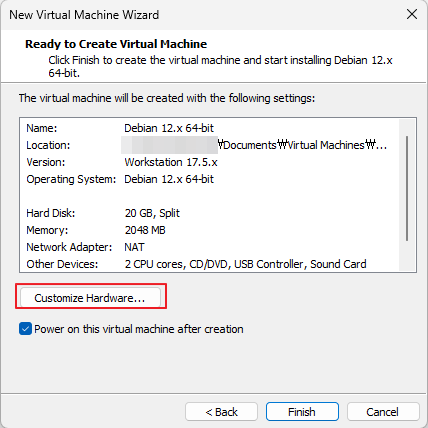 New Virtual Machine Wizard
Ready to Create Virtual Machine
Click Finish to create the virtual machine and start installing Debian 12.x
64-bit.
The virtual machine will be created with the following settings:
Name: Debian 12.x 64-bit
Location: ₩Documents₩Virtual Machines₩...
Version: Workstation 17.5.x
Operating System: Debian 12.x 64-bit
Hard Disk: 20 GB, Split
Memory: 2048 MB
Network Adapter: NAT
Other Devices: 2 CPU cores, CD/DVD, USB Controller, Sound Card
Customize Hardware...
Power on this virtual machine after creation
< Back Finish Cancel